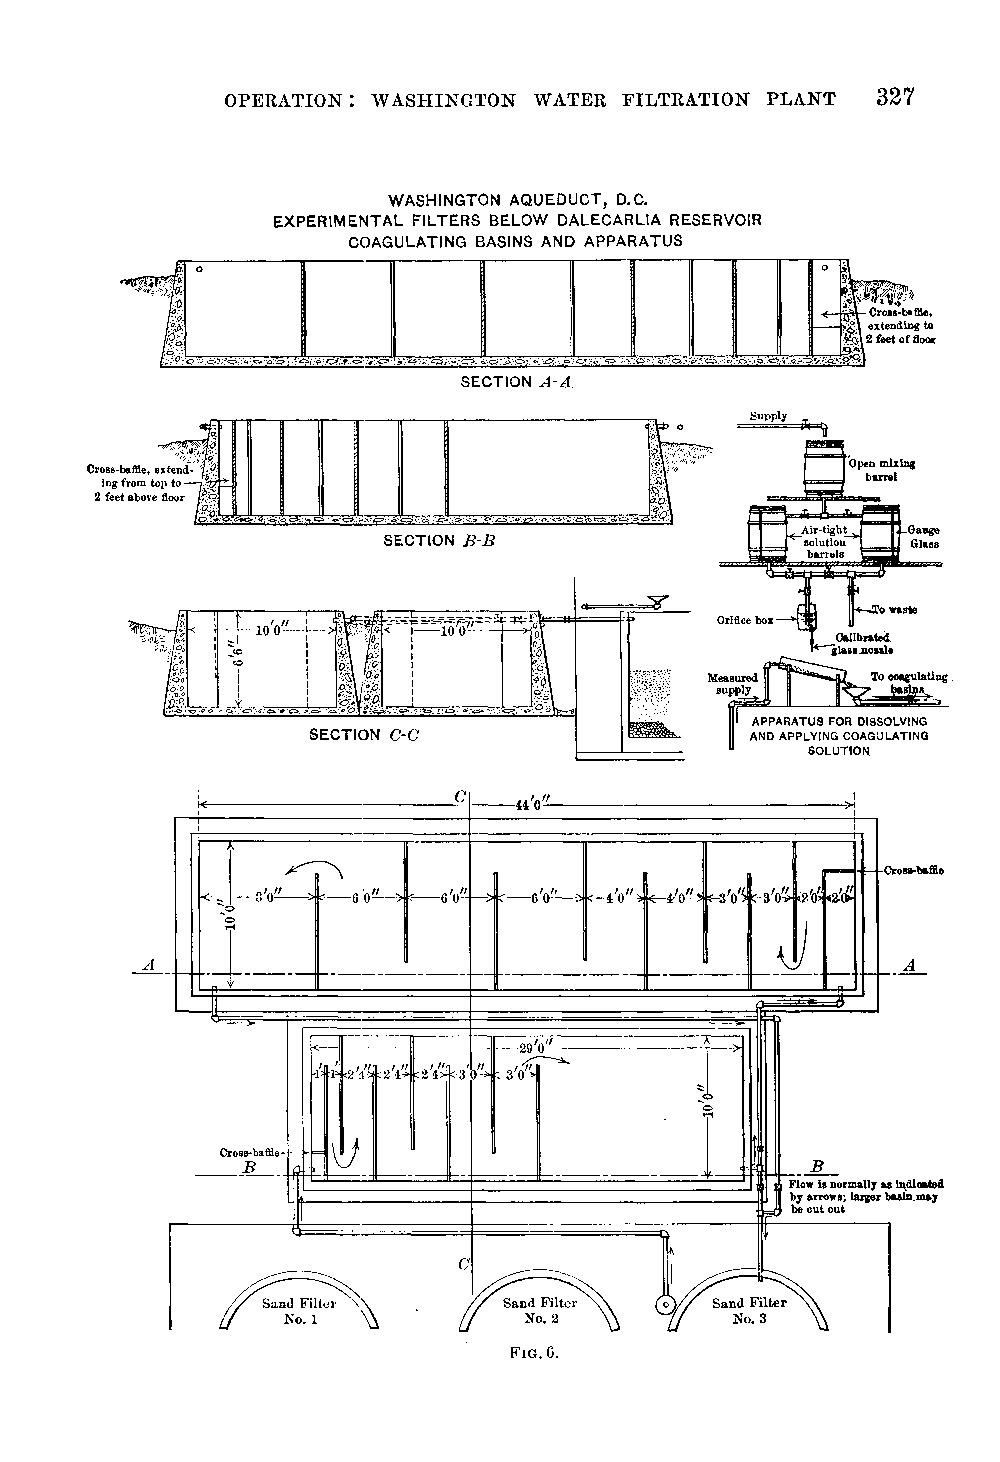 OPERATION: WASHINGTON WATER FILTRATION PLANT 327
WASHINGTON AQUEDUCT, D.C.
EXPERIMENTAL FILTERS BELOW DALECARLIA RESERVOIR
COAGULATING BASINS AND APPARATUS
Cross-baffle,
extending to
2 feet of floor
SECTION A-A
Cross-baffle, extend-
ing from top to
2 feet above floor
SECTION B-B
Supply
Open mixing
barrel
Air-tight
solution
barrels
Gauge
Glass
To waste
Orifice box
Calibrated
glass nozzle
Measured
supply
To coagulating
basins
APPARATUS FOR DISSOLVING
AND APPLYING COAGULATING
SOLUTION
10'0"
6'6"
10'0"
SECTION C-C
C
44'0"
Cross-baffle
8'0" 6'0" 6'0" 6'0" 4'0" 4'0" 3'0" 3'0" 2'0" 2'0"
10'0"
A A
29'0"
1' 1' 2'4" 2'4" 2'4" 3'0" 3'0"
10'0"
Cross-baffle
B B
Flow is normally as indicated
by arrows; larger basin may
be cut out
C
Sand Filter
No. 1
Sand Filter
No. 2
Sand Filter
No. 3
FIG. 6.